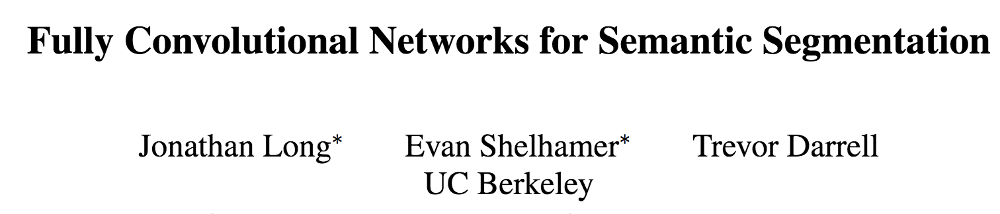 Fully Convolutional Networks for Semantic Segmentation
Jonathan Long* Evan Shelhamer* Trevor Darrell
UC Berkeley